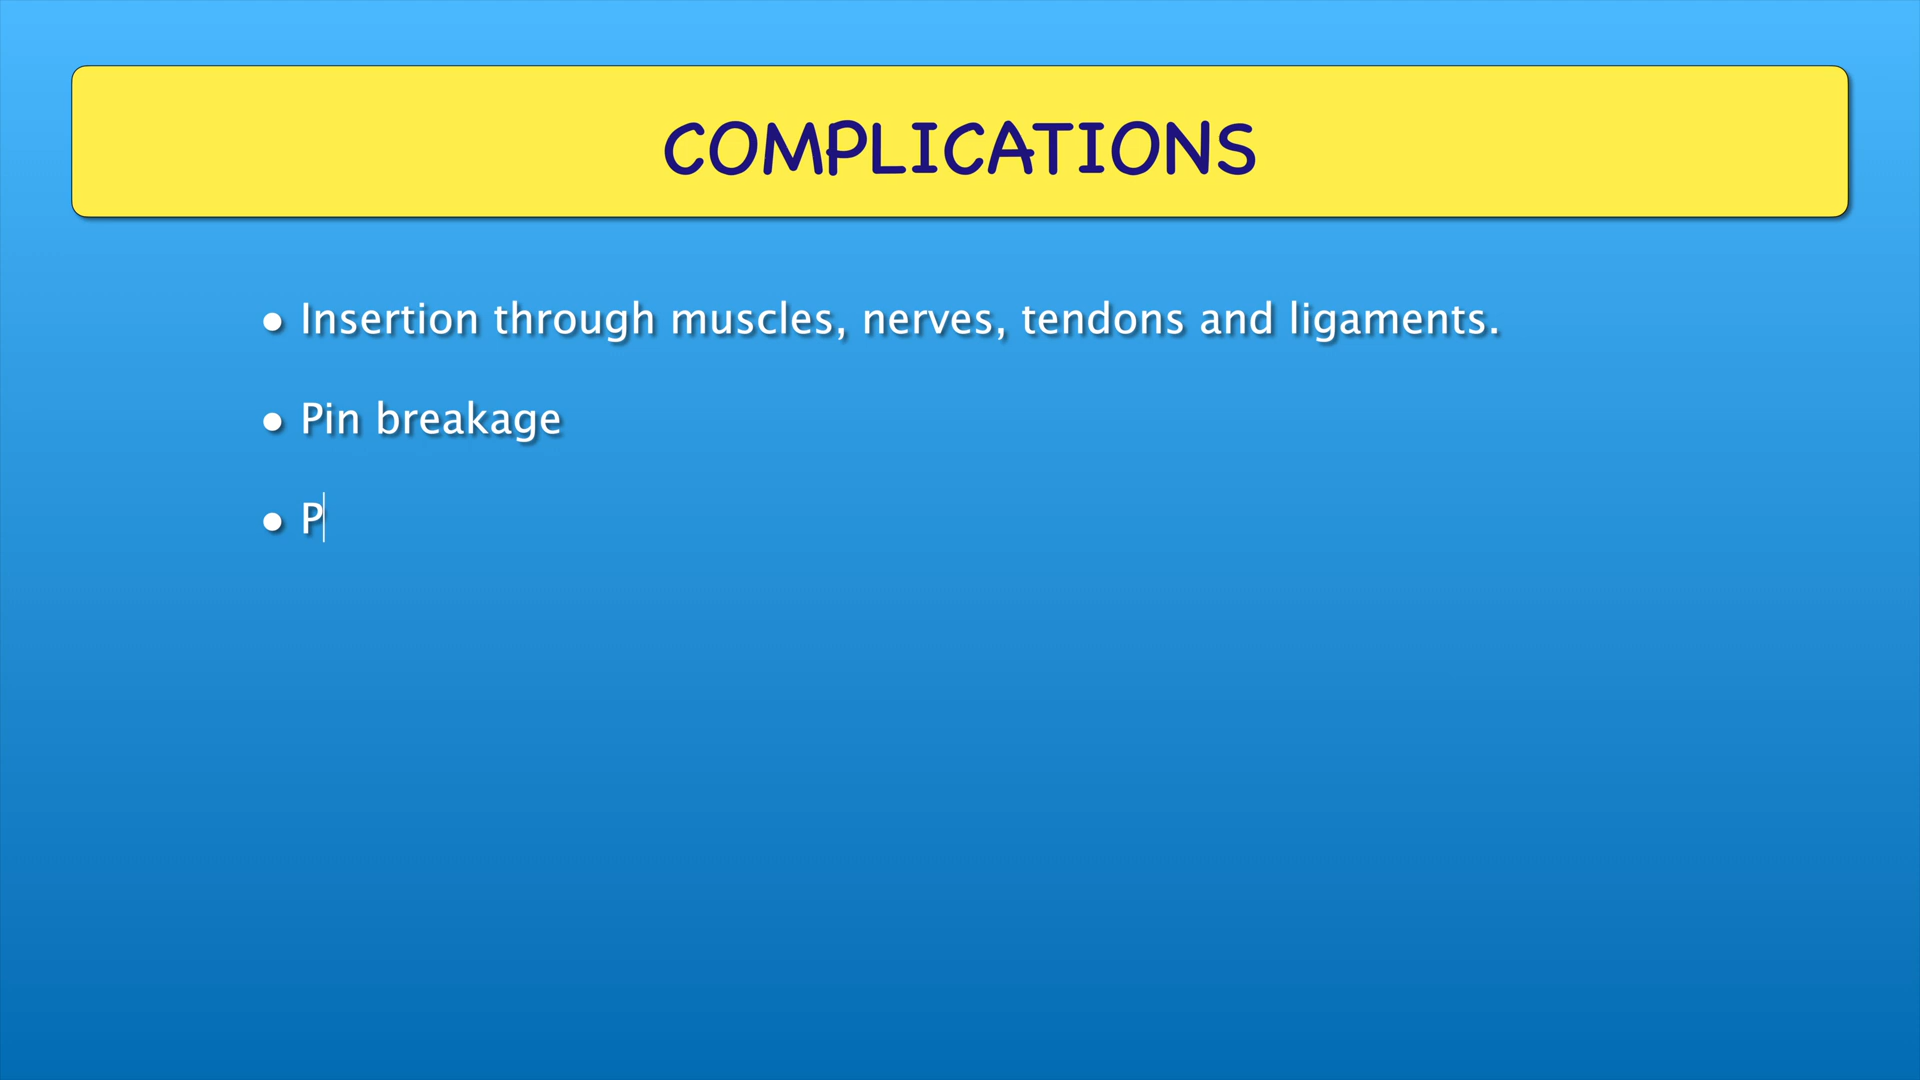 COMPLICATIONS
• Insertion through muscles, nerves, tendons and ligaments.
• Pin breakage
• P